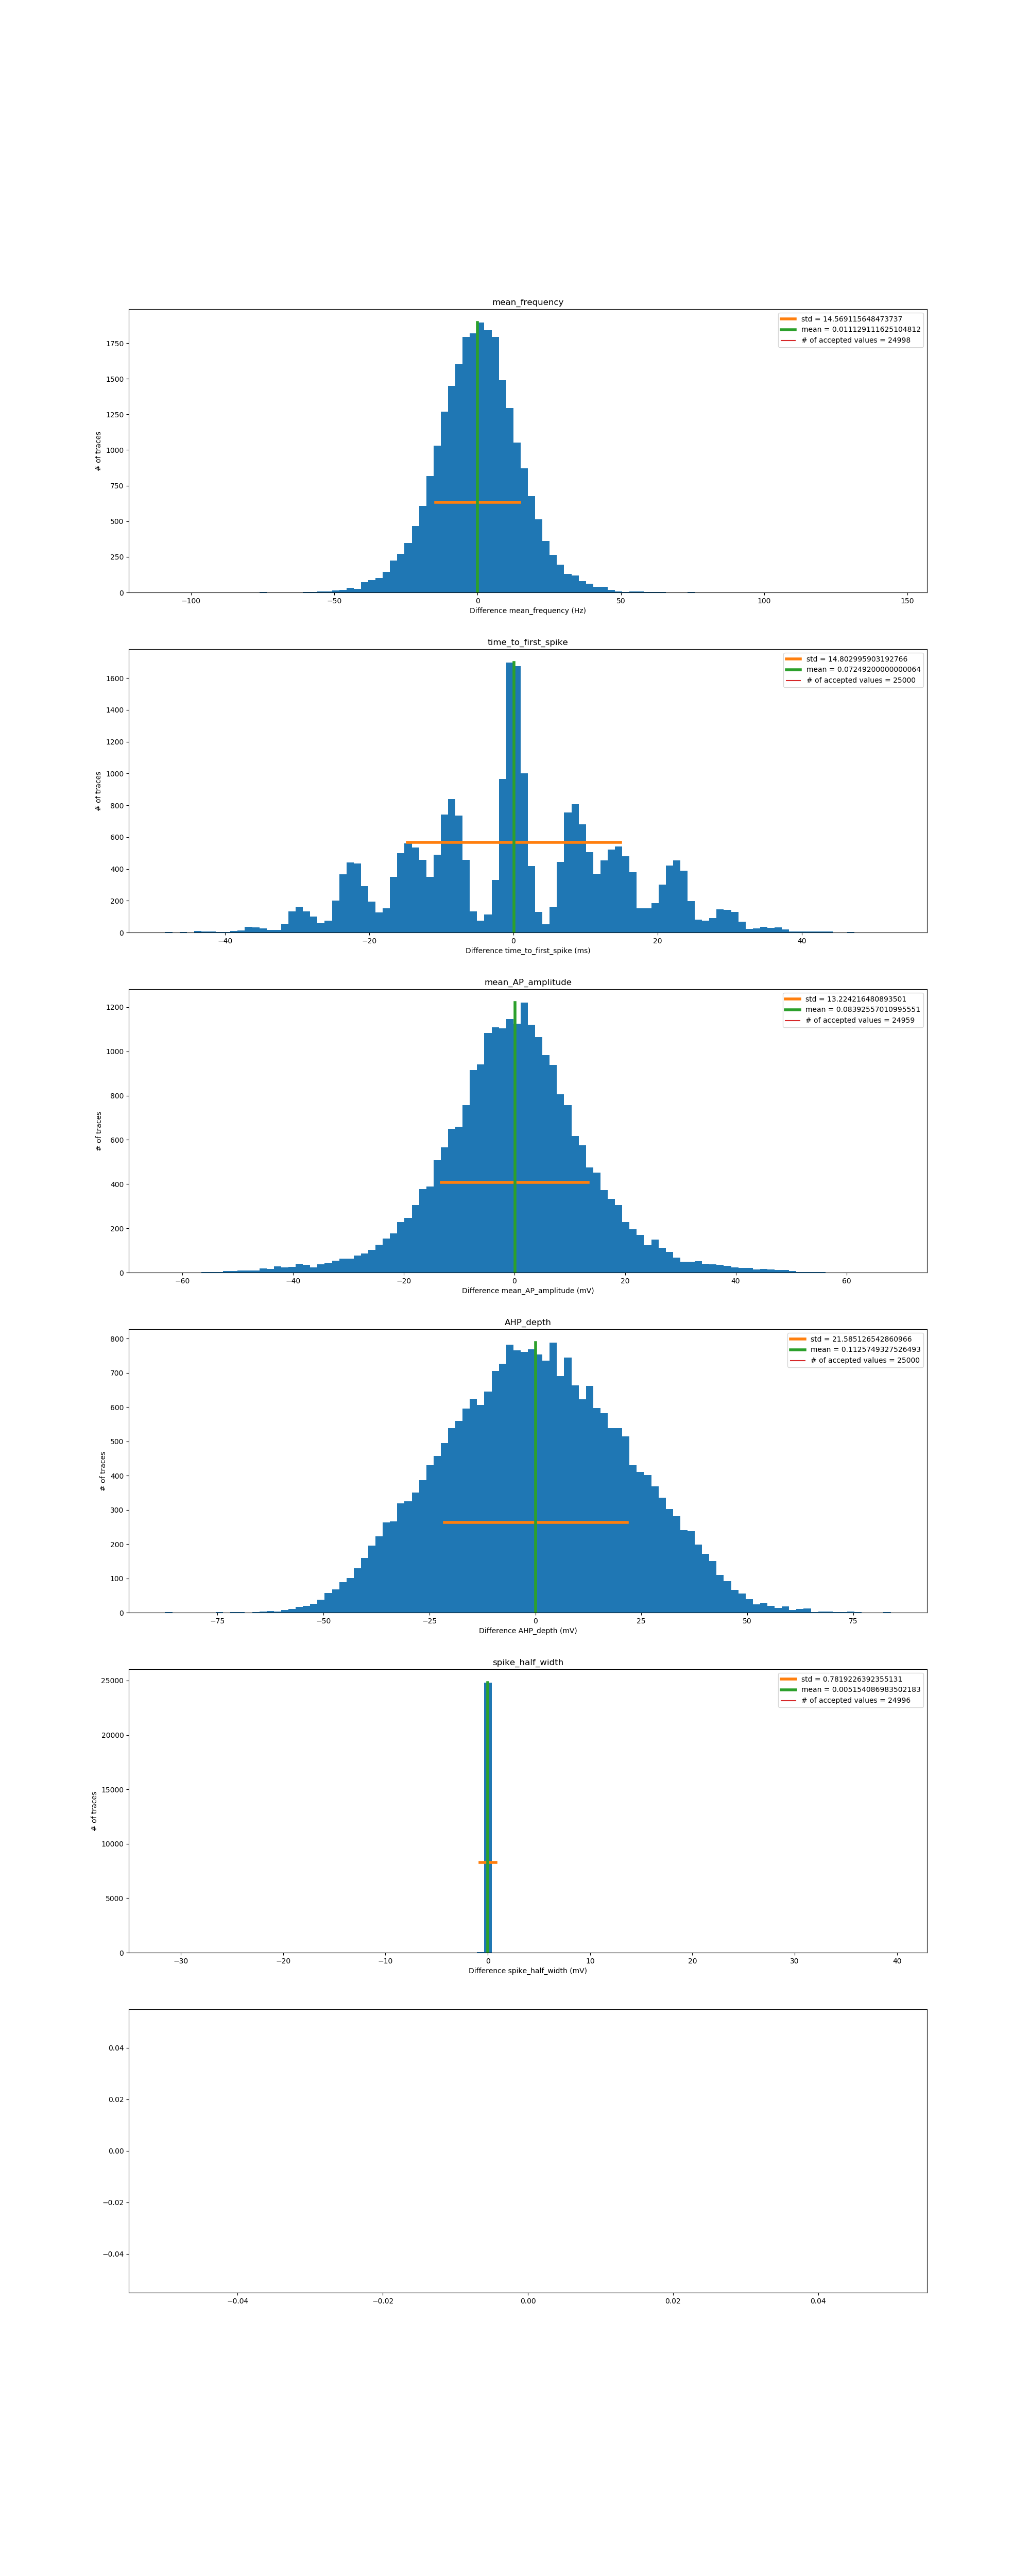 mean_frequency
std = 14.569115648473737
mean = 0.011129111625104812
# of accepted values = 24998
1750
1500
1250
1000
750
500
250
0
# of traces
−100
−50
0
50
100
150
Difference mean_frequency (Hz)
time_to_first_spike
std = 14.802995903192766
mean = 0.07249200000000064
# of accepted values = 25000
1600
1400
1200
1000
800
600
400
200
0
# of traces
−40
−20
0
20
40
Difference time_to_first_spike (ms)
mean_AP_amplitude
std = 13.224216480893501
mean = 0.08392557010995551
# of accepted values = 24959
1200
1000
800
600
400
200
0
# of traces
−60
−40
−20
0
20
40
60
Difference mean_AP_amplitude (mV)
AHP_depth
std = 21.585126542860966
mean = 0.1125749327526493
# of accepted values = 25000
800
700
600
500
400
300
200
100
0
# of traces
−75
−50
−25
0
25
50
75
Difference AHP_depth (mV)
spike_half_width
std = 0.7819226392355131
mean = 0.005154086983502183
# of accepted values = 24996
25000
20000
15000
10000
5000
0
# of traces
−30
−20
−10
0
10
20
30
40
Difference spike_half_width (mV)
0.04
0.02
0.00
−0.02
−0.04
−0.04
−0.02
0.00
0.02
0.04